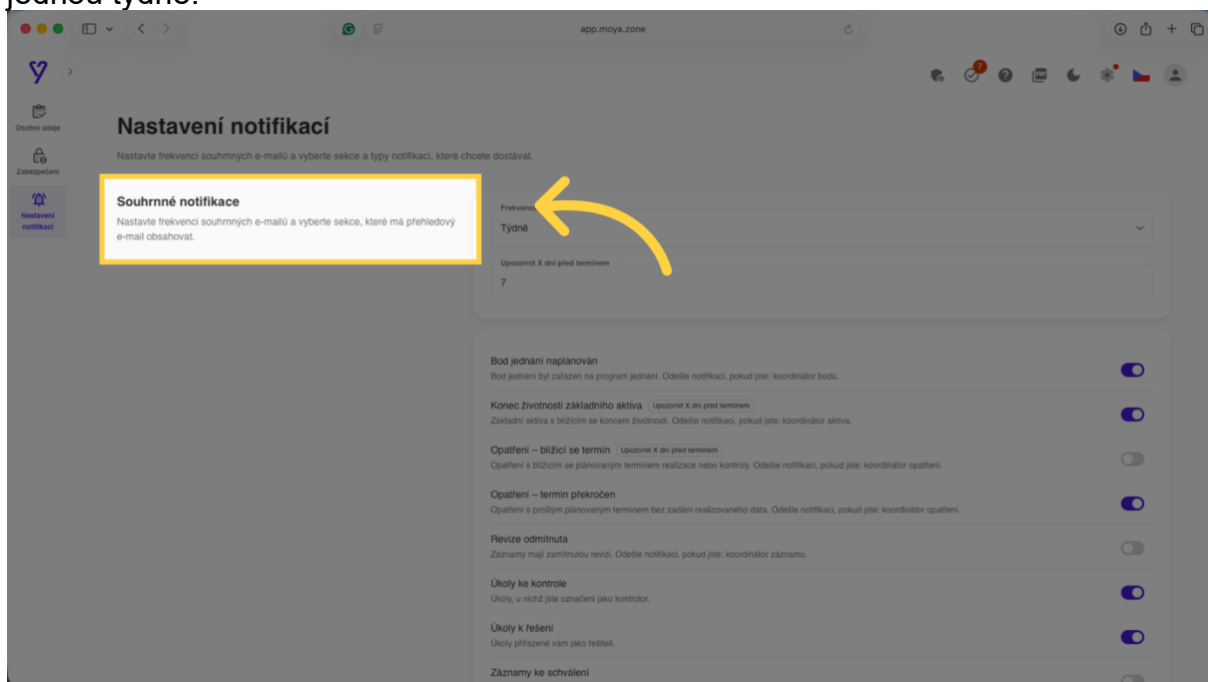 jednou týdně.
app.moya.zone
7
Osobní údaje
Zabezpečení
Nastavení
notifikací
Nastavení notifikací
Nastavte frekvenci souhrnných e-mailů a vyberte sekce a typy notifikací, které chcete dostávat.
Souhrnné notifikace
Nastavte frekvenci souhrnných e-mailů a vyberte sekce, které má přehledový
e-mail obsahovat.
Týdně
Upozornit X dní před termínem
7
Bod jednání naplánován
Bod jednání byl zařazen na program jednání. Odešle notifikaci, pokud jste: koordinátor bodu.
Konec životnosti základního aktiva Upozornit X dní před termínem
Základní aktiva s blížícím se koncem životnosti. Odešle notifikaci, pokud jste: koordinátor aktiva.
Opatření – blížící se termín Upozornit X dní před termínem
Opatření s blížícím se plánovaným termínem realizace nebo kontroly. Odešle notifikaci, pokud jste: koordinátor opatření.
Opatření – termín překročen
Opatření s prošlým plánovaným termínem bez zadání realizovaného data. Odešle notifikaci, pokud jste: koordinátor opatření.
Revize odmítnuta
Záznamy mají zamítnutou revizi. Odešle notifikaci, pokud jste: koordinátor záznamu.
Úkoly ke kontrole
Úkoly, u nichž jste označeni jako kontrolor.
Úkoly k řešení
Úkoly přiřazené vám jako řešiteli.
Záznamy ke schválení